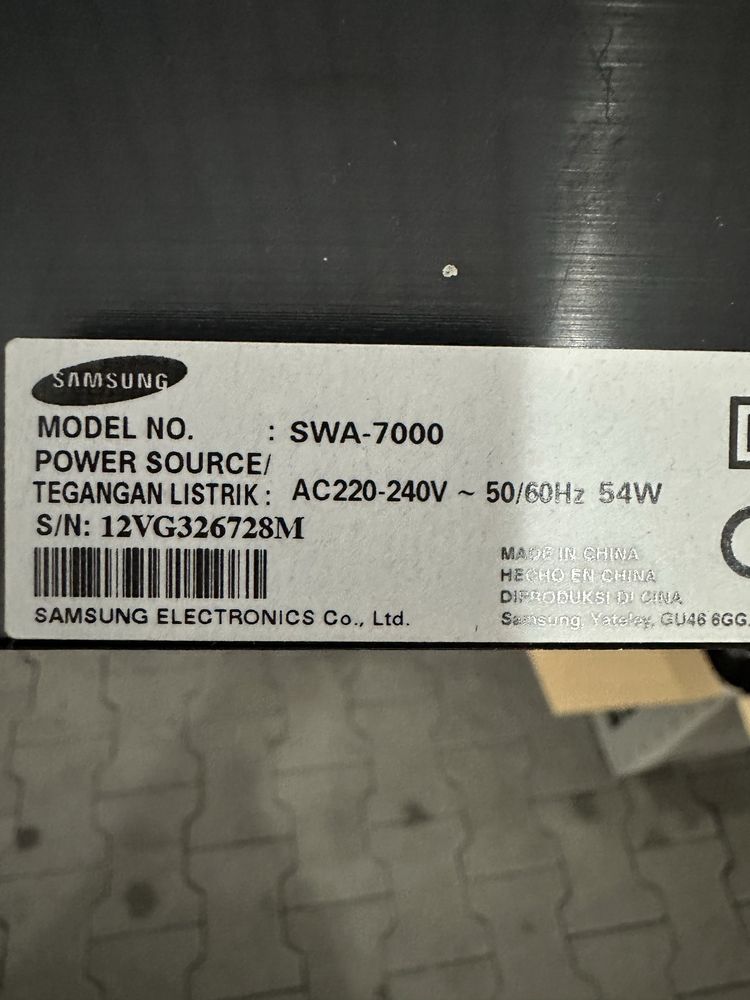 SAMSUNG
MODEL NO. : SWA-7000
POWER SOURCE/
TEGANGAN LISTRIK : AC220-240V ~ 50/60Hz 54W
S/N: 12VG326728M
MADE IN CHINA
HECHO EN CHINA
DIPRODUKSI DI CINA
SAMSUNG ELECTRONICS Co., Ltd.
Samsung, Yateley, GU46 6GG.